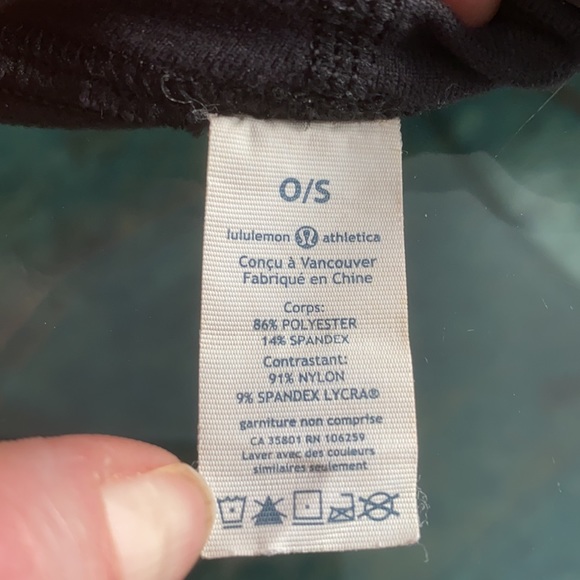 O/S
lululemon athletica
Conçu à Vancouver
Fabriqué en Chine
Corps:
86% POLYESTER
14% SPANDEX
Contrastant:
91% NYLON
9% SPANDEX LYCRA®
garniture non comprise
CA 35801 RN 106259
Laver avec des couleurs
similaires seulement